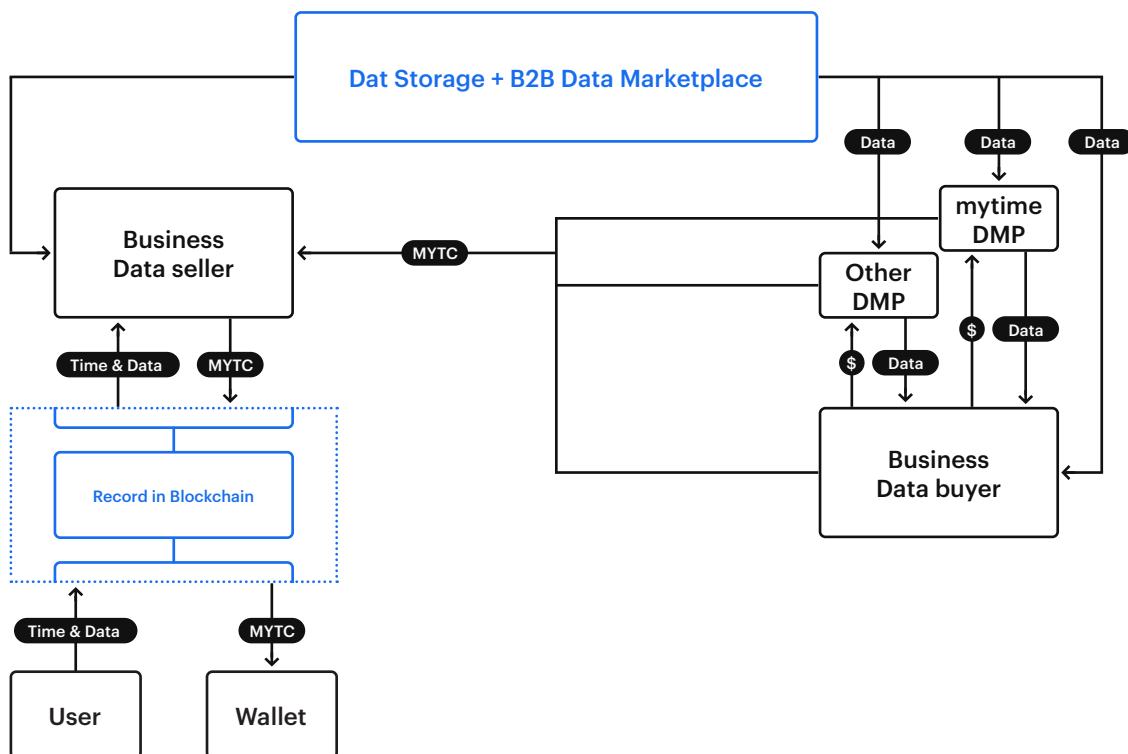 Dat Storage + B2B Data Marketplace
Data
Data
Data
Business
Data seller
MYTC
mytime
DMP
Other
DMP
$
Data
$
Data
Time & Data
MYTC
Business
Data buyer
Record in Blockchain
Time & Data
MYTC
User
Wallet